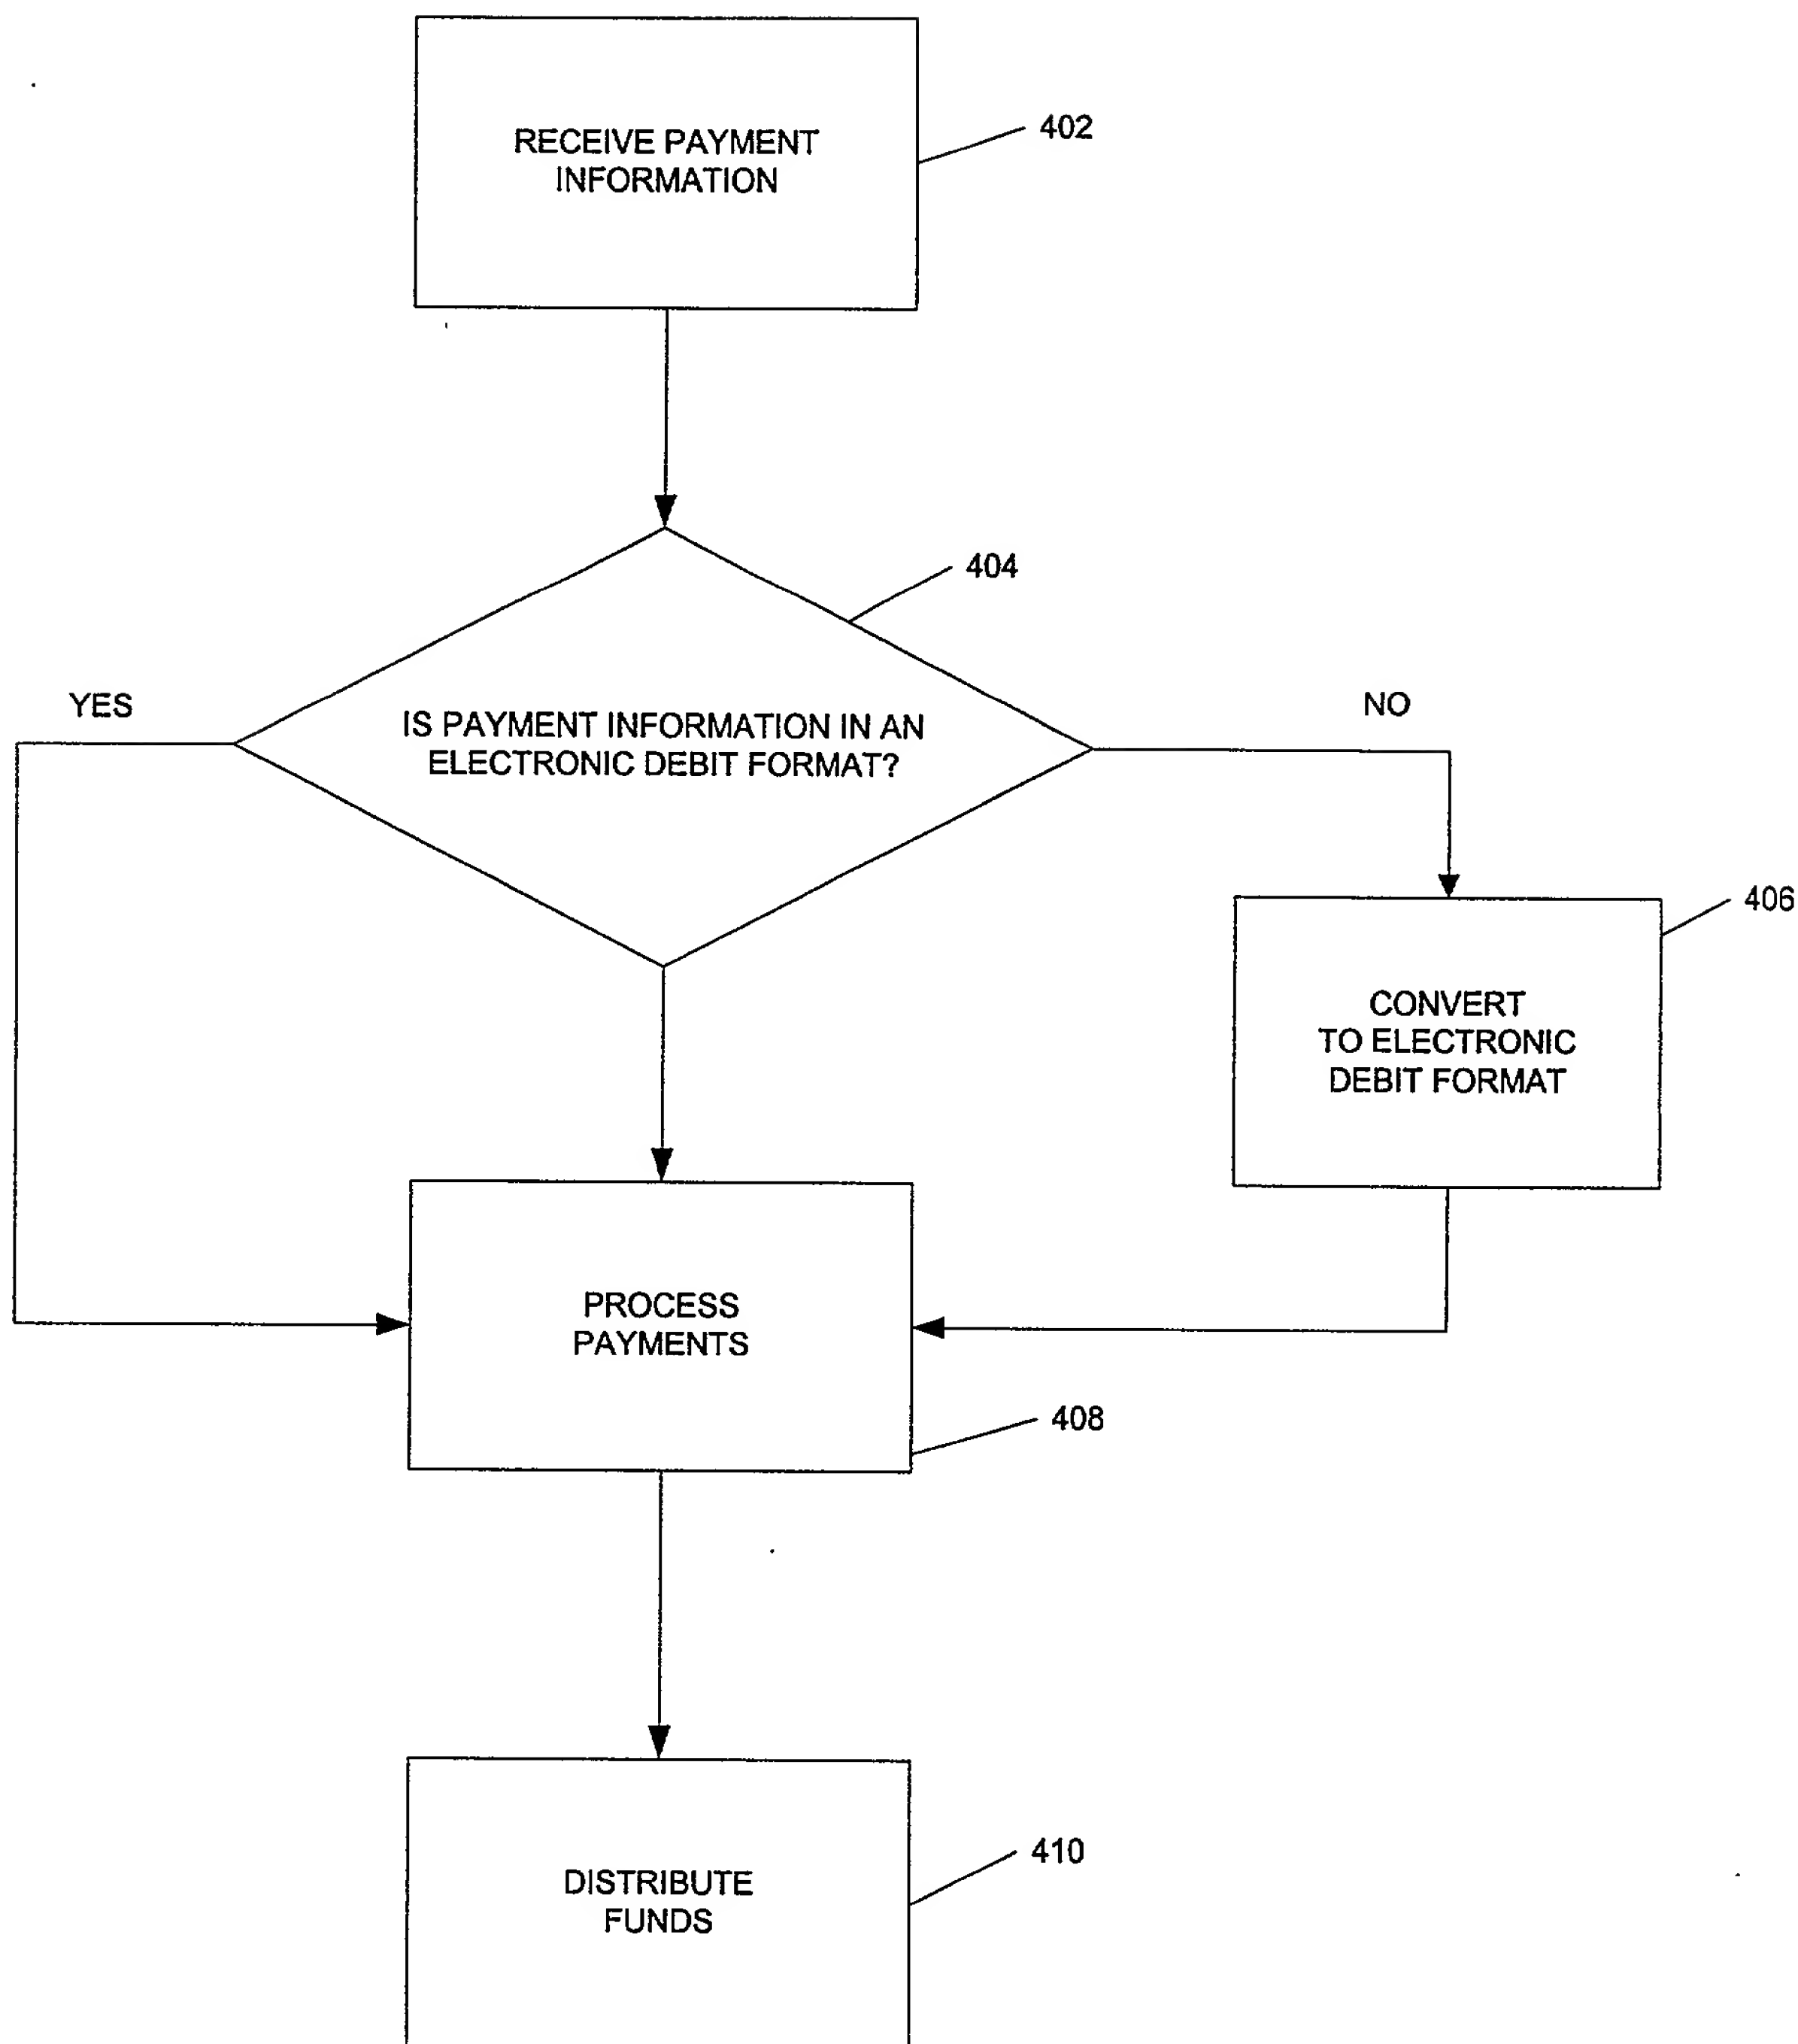 RECEIVE PAYMENT
INFORMATION
402
404
YES
NO
IS PAYMENT INFORMATION IN AN
ELECTRONIC DEBIT FORMAT?
406
CONVERT
TO ELECTRONIC
DEBIT FORMAT
PROCESS
PAYMENTS
408
DISTRIBUTE
FUNDS
410